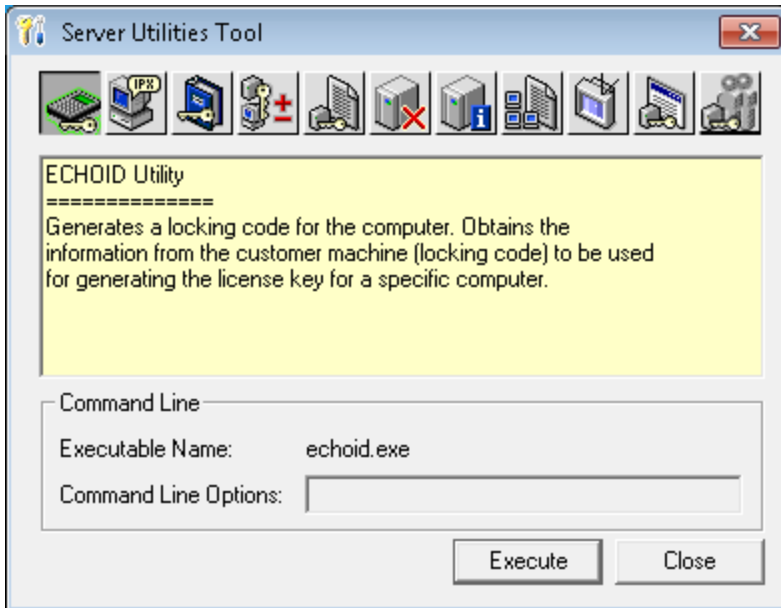 Server Utilities Tool
IPX
ECHOID Utility
==============
Generates a locking code for the computer. Obtains the
information from the customer machine (locking code) to be used
for generating the license key for a specific computer.
Command Line
Executable Name: echoid.exe
Command Line Options:
Execute Close